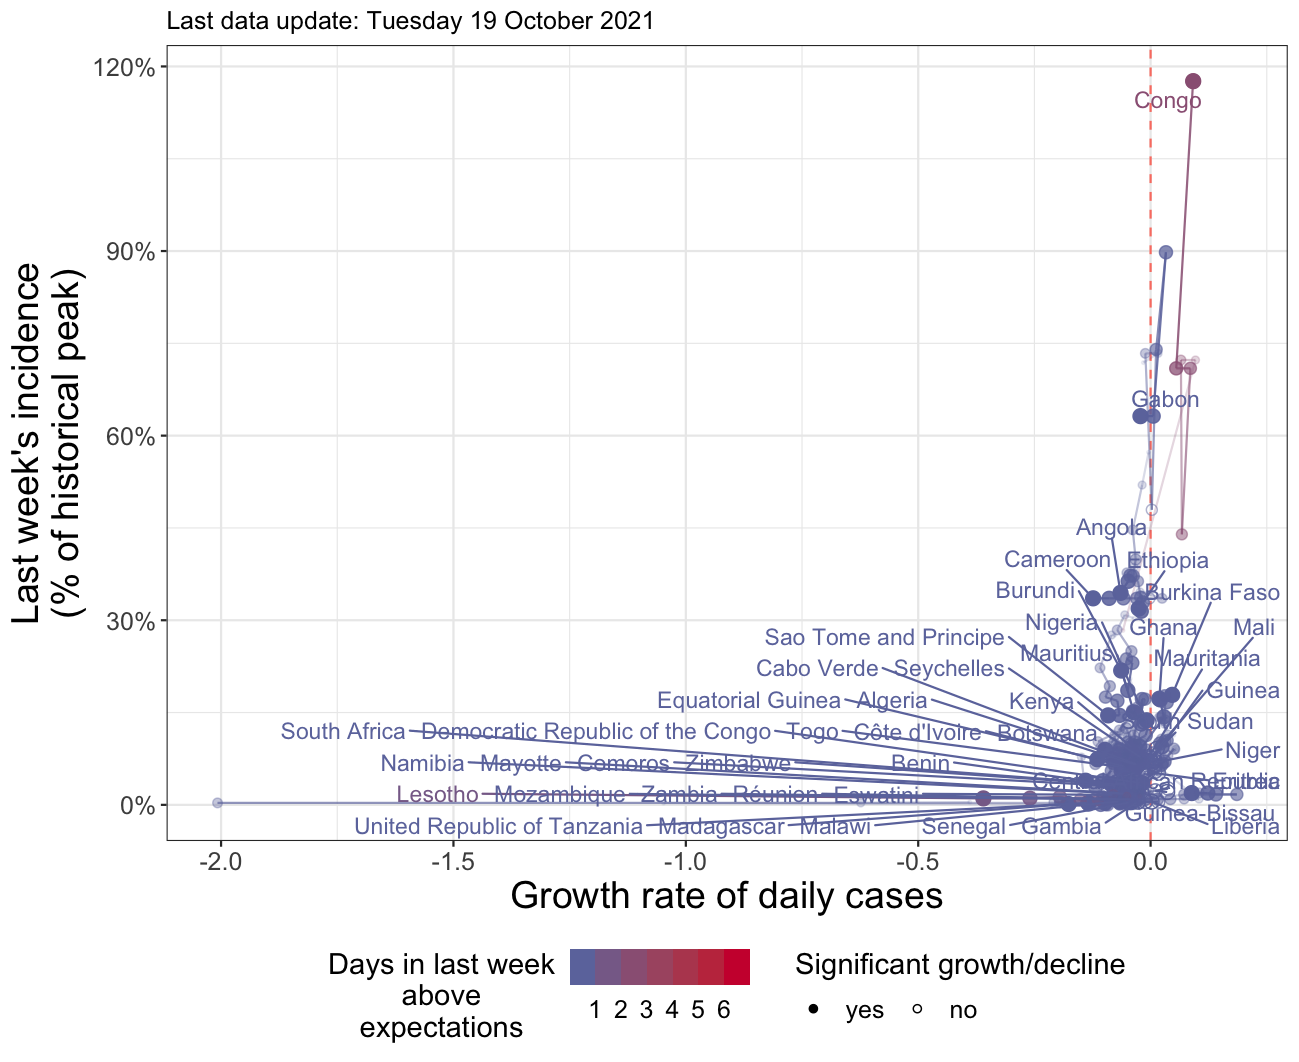 Last data update: Tuesday 19 October 2021
120%
90%
60%
30%
0%
Last week's incidence
(% of historical peak)
Congo
Gabon
Angola
Cameroon
Ethiopia
Burundi
Burkina Faso
Nigeria
Ghana
Mali
Sao Tome and Principe
Mauritius
Mauritania
Cabo Verde
Seychelles
Equatorial Guinea
Algeria
Kenya
Guinea
South Africa
Democratic Republic of the Congo
Togo
Côte d'Ivoire
Botswana
Sudan
Namibia
Mayotte
Comoros
Zimbabwe
Benin
Niger
Lesotho
Mozambique
Zambia
Réunion
Eswatini
Guinea-Bissau
United Republic of Tanzania
Madagascar
Malawi
Senegal
Gambia
Liberia
-2.0
-1.5
-1.0
-0.5
0.0
Growth rate of daily cases
Days in last week
above
expectations
1 2 3 4 5 6
Significant growth/decline
yes
no